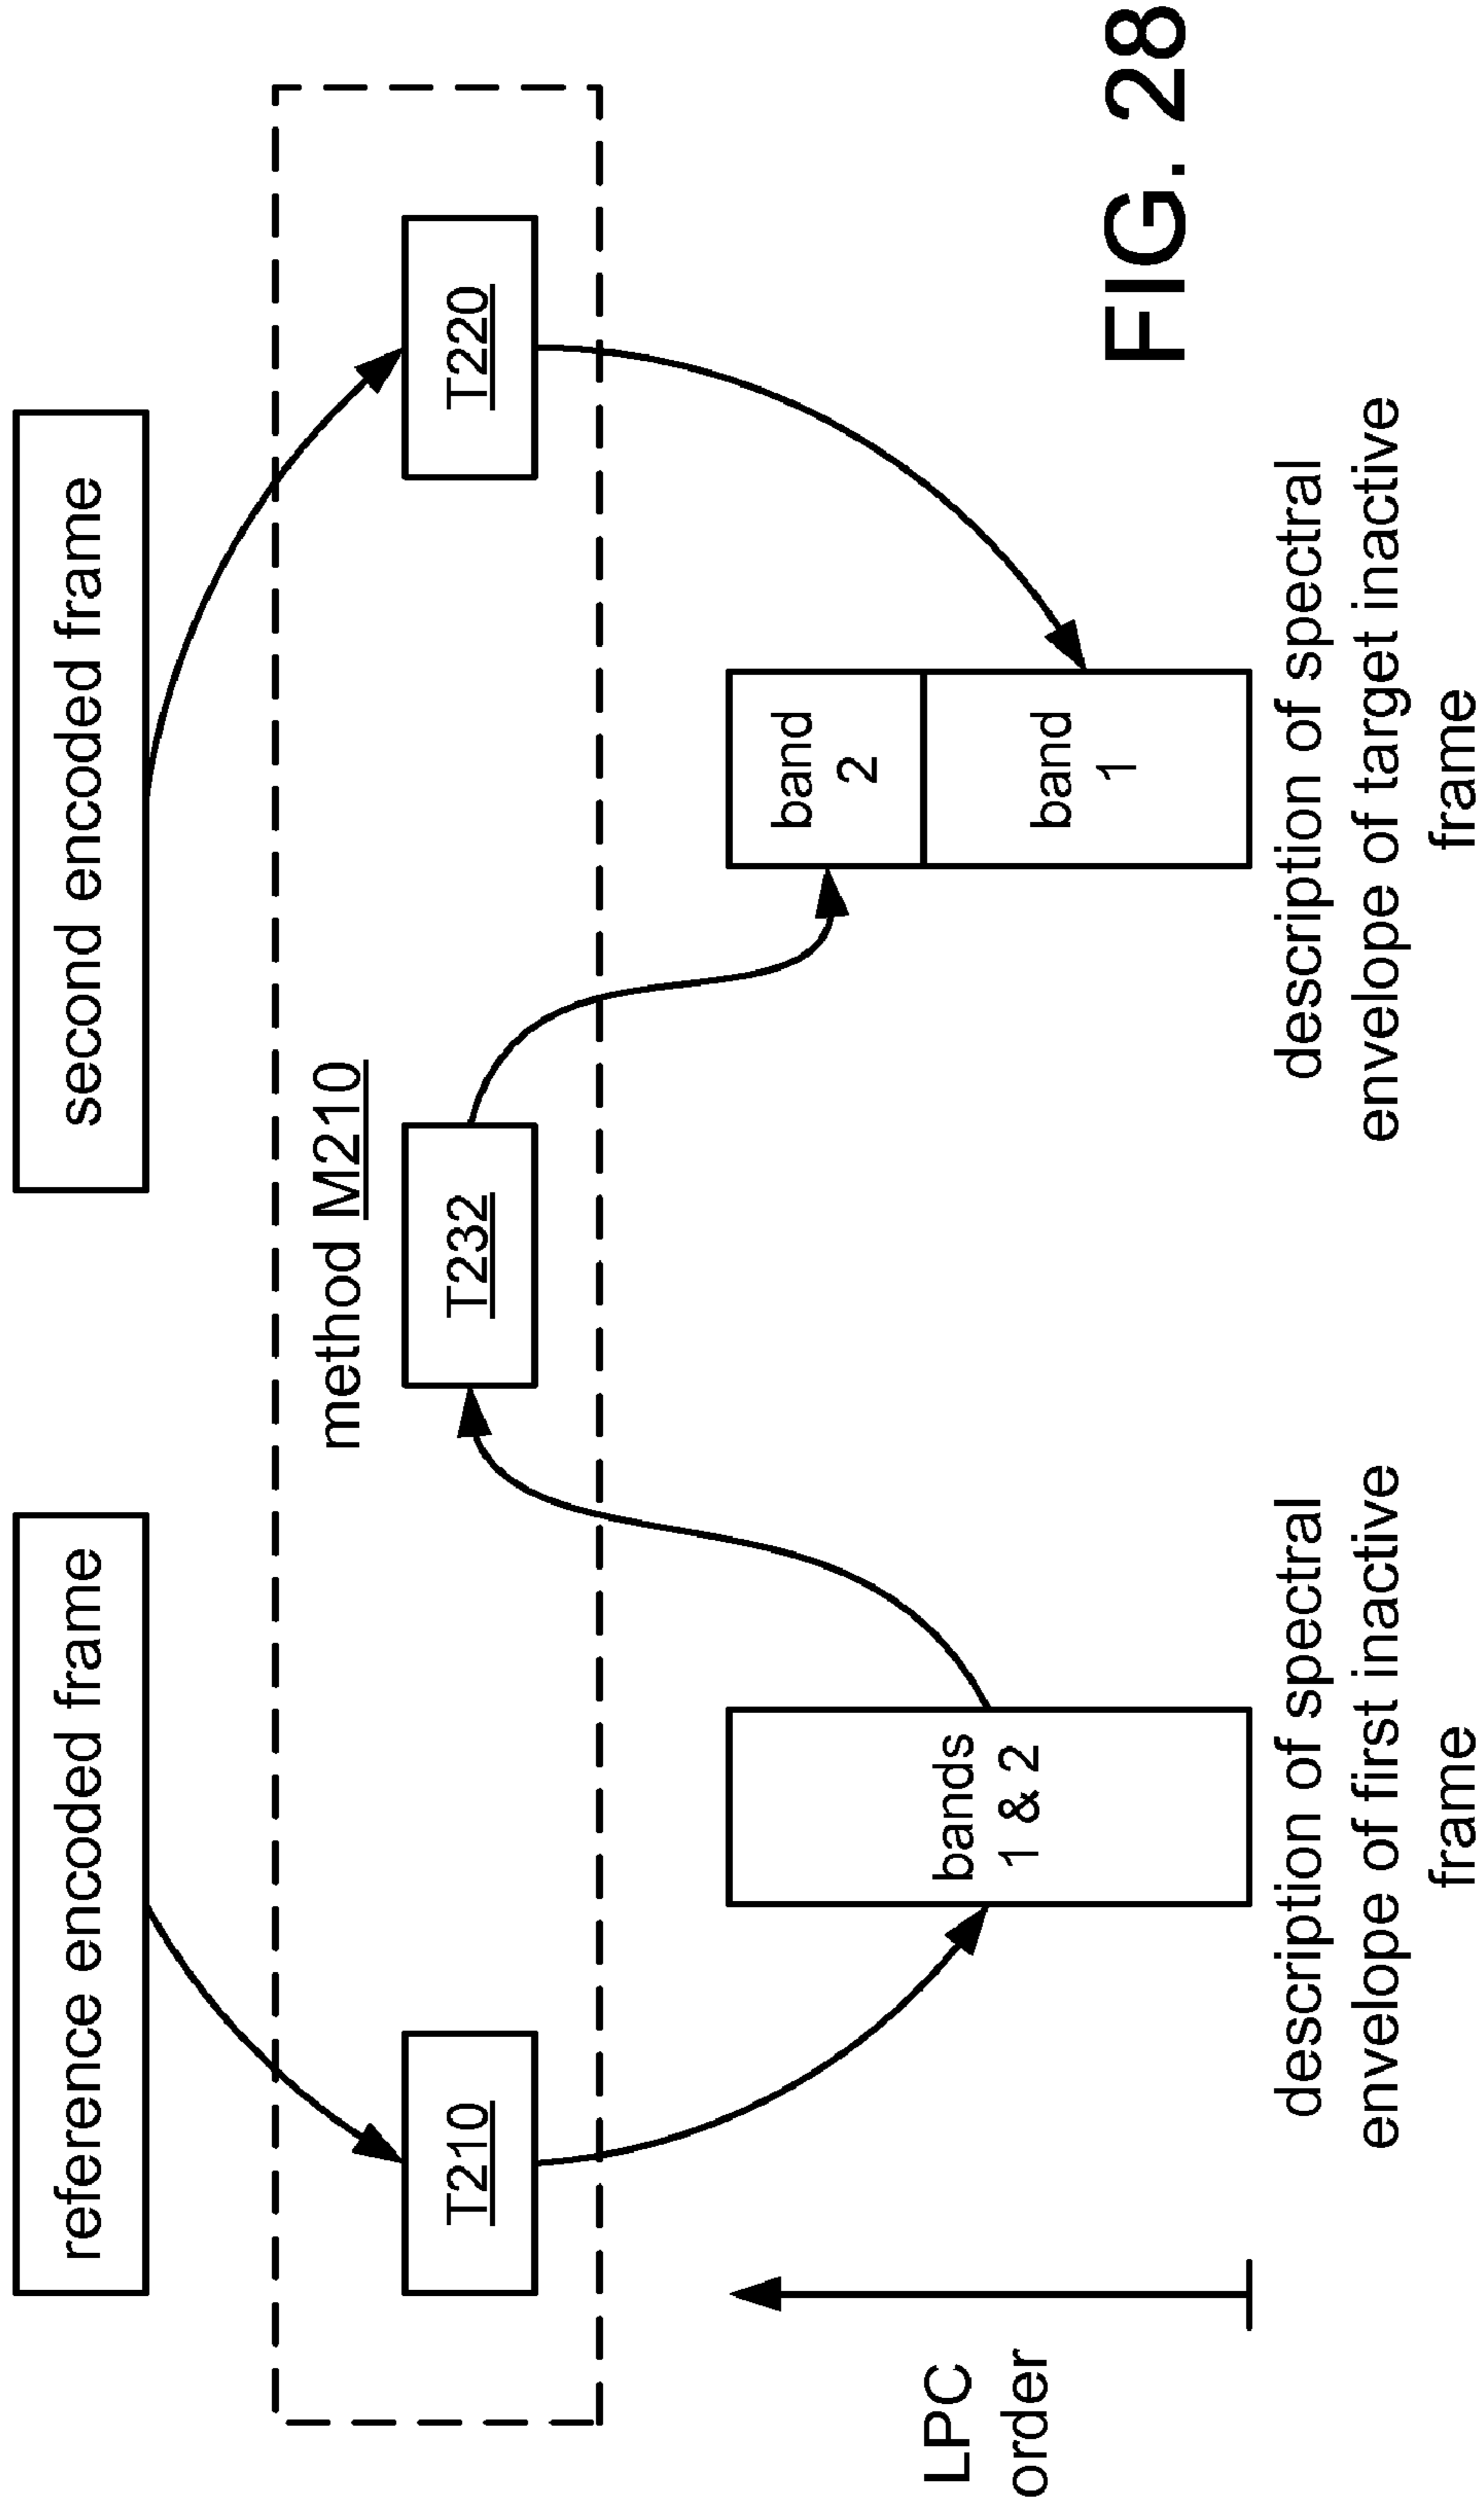 reference encoded frame
second encoded frame
method M210
T210
T232
T220
LPC
order
bands
1 & 2
band
2
band
1
description of spectral
envelope of first inactive
frame
description of spectral
envelope of target inactive
frame
FIG. 28